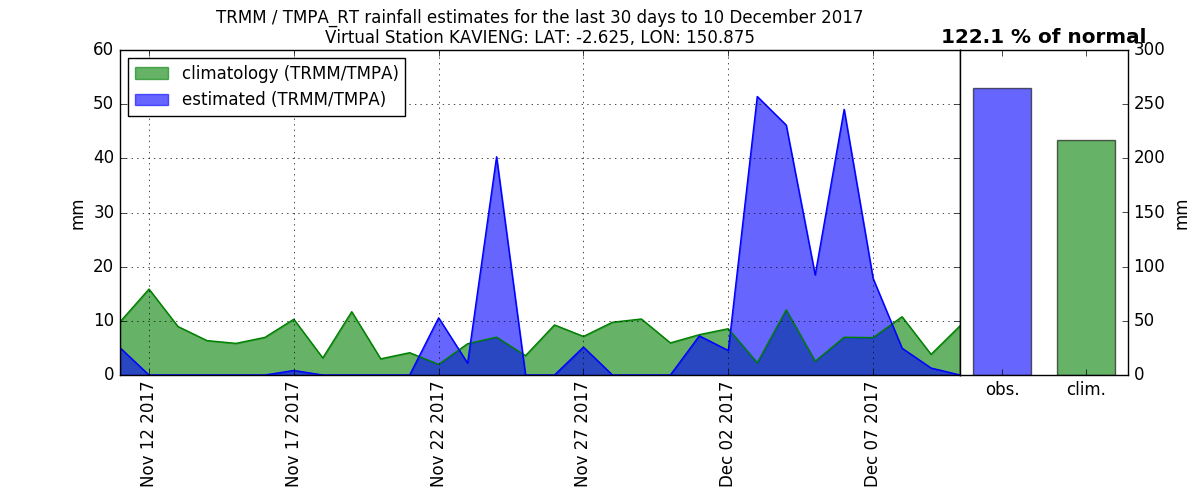 TRMM / TMPA_RT rainfall estimates for the last 30 days to 10 December 2017
Virtual Station KAVIENG: LAT: -2.625, LON: 150.875
122.1 % of normal
climatology (TRMM/TMPA)
estimated (TRMM/TMPA)
mm
60
50
40
30
20
10
0
Nov 12 2017
Nov 17 2017
Nov 22 2017
Nov 27 2017
Dec 02 2017
Dec 07 2017
obs.
clim.
300
250
200
150
100
50
0
mm